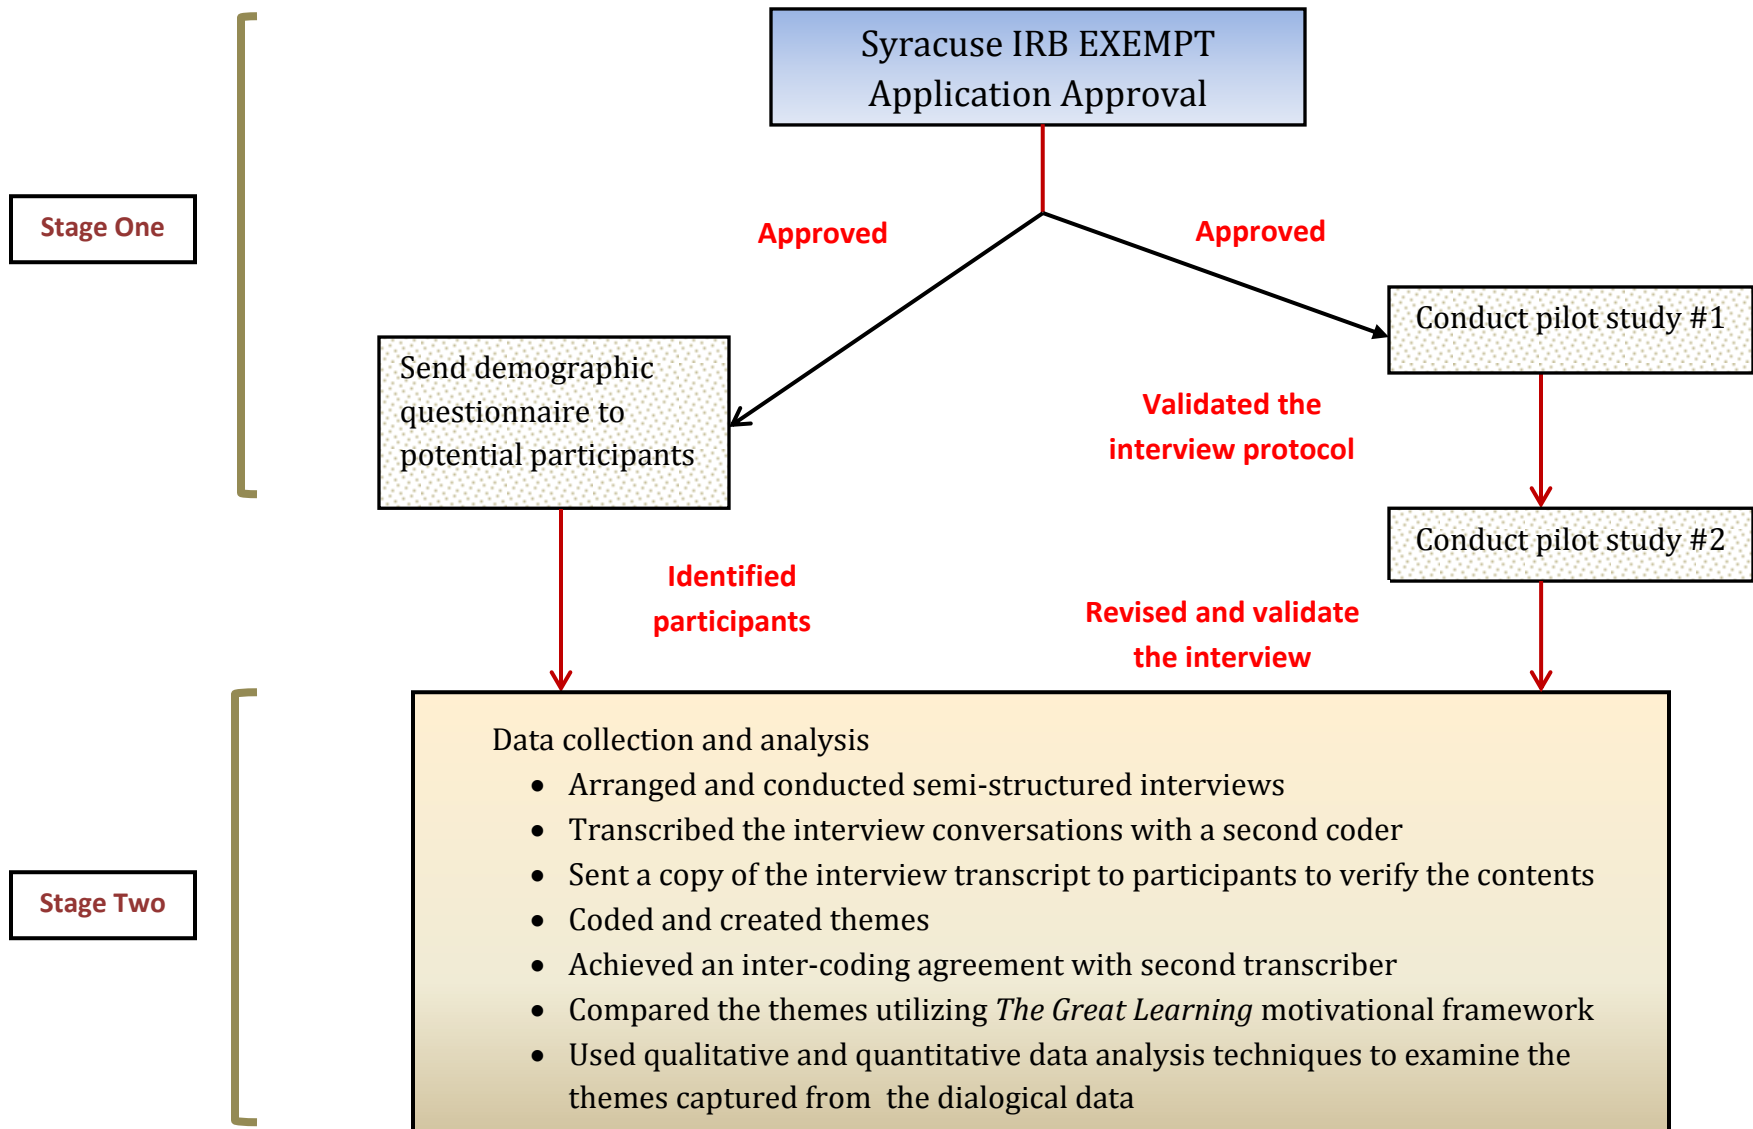 Syracuse IRB EXEMPT
Application Approval
Stage One
Approved
Approved
Conduct pilot study #1
Send demographic
questionnaire to
potential participants
Validated the
interview protocol
Conduct pilot study #2
Identified
participants
Revised and validate
the interview
Data collection and analysis
• Arranged and conducted semi-structured interviews
• Transcribed the interview conversations with a second coder
• Sent a copy of the interview transcript to participants to verify the contents
Stage Two
• Coded and created themes
• Achieved an inter-coding agreement with second transcriber
• Compared the themes utilizing The Great Learning motivational framework
• Used qualitative and quantitative data analysis techniques to examine the
themes captured from the dialogical data